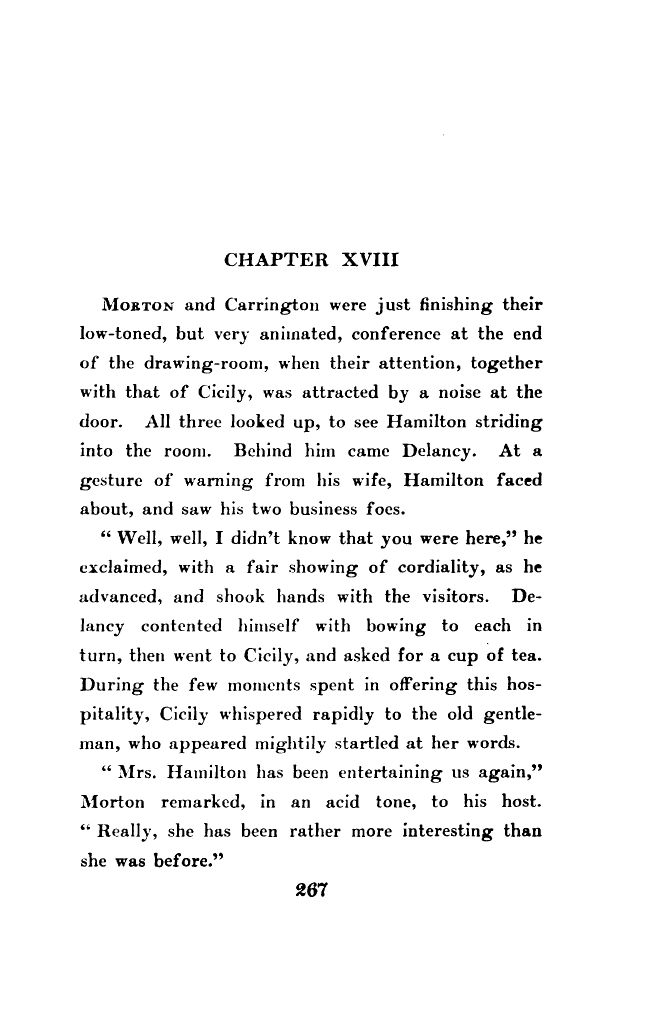 CHAPTER XVIII
MORTON and Carrington were just finishing their
low-toned, but very animated, conference at the end
of the drawing-room, when their attention, together
with that of Cicily, was attracted by a noise at the
door. All three looked up, to see Hamilton striding
into the room. Behind him came Delancy. At a
gesture of warning from his wife, Hamilton faced
about, and saw his two business foes.
“ Well, well, I didn’t know that you were here,” he
exclaimed, with a fair showing of cordiality, as he
advanced, and shook hands with the visitors. De-
lancy contented himself with bowing to each in
turn, then went to Cicily, and asked for a cup of tea.
During the few moments spent in offering this hos-
pitality, Cicily whispered rapidly to the old gentle-
man, who appeared mightily startled at her words.
“ Mrs. Hamilton has been entertaining us again,”
Morton remarked, in an acid tone, to his host.
“ Really, she has been rather more interesting than
she was before.”
267